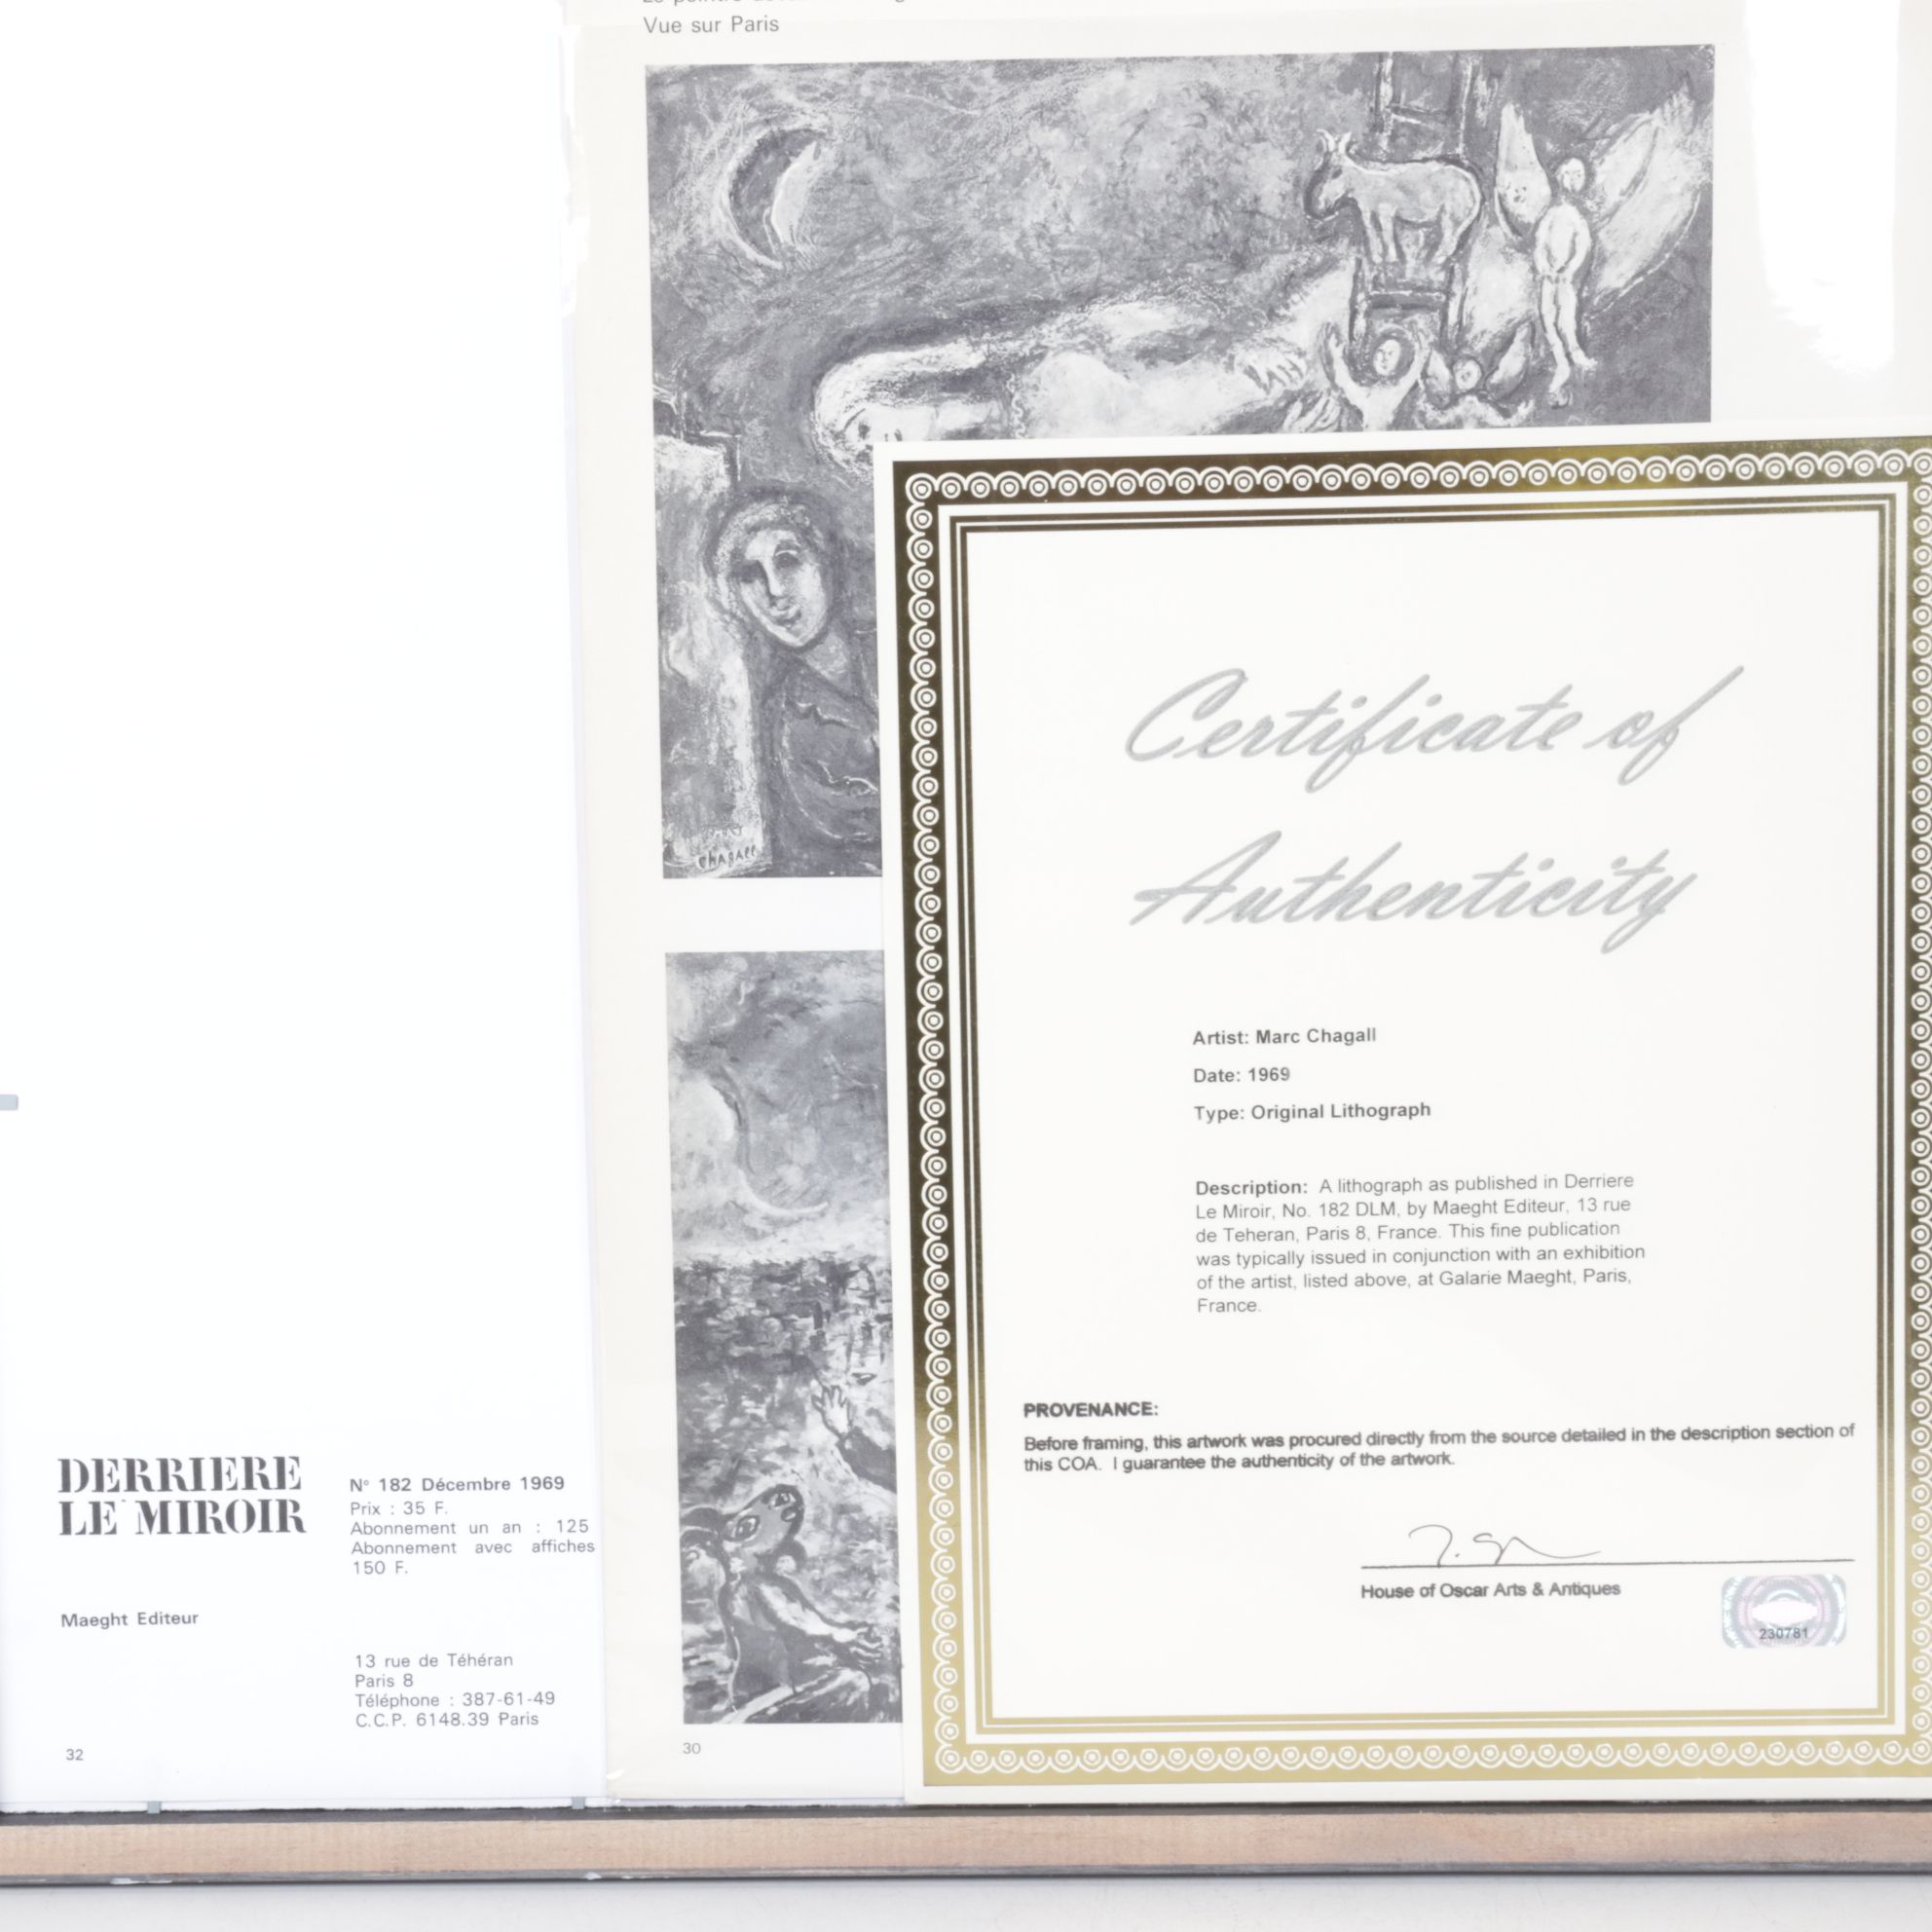 Vue sur Paris
MARC
Chagall
Certificate of
Authenticity
Artist: Marc Chagall
Date: 1969
Type: Original Lithograph
Description: A lithograph as published in Derriere
Le Miroir, No. 182 DLM, by Maeght Editeur, 13 rue
de Teheran, Paris 8, France. This fine publication
was typically issued in conjunction with an exhibition
of the artist, listed above, at Galarie Maeght, Paris,
France.
PROVENANCE:
Before framing, this artwork was procured directly from the source detailed in the description section of
this COA. I guarantee the authenticity of the artwork.
House of Oscar Arts & Antiques
230781
DERRIERE
LE MIROIR
N° 182 Décembre 1969
Prix : 35 F.
Abonnement un an : 125
Abonnement avec affiches
150 F.
Maeght Editeur
13 rue de Téhéran
Paris 8
Téléphone : 387-61-49
C.C.P. 6148.39 Paris
32
30